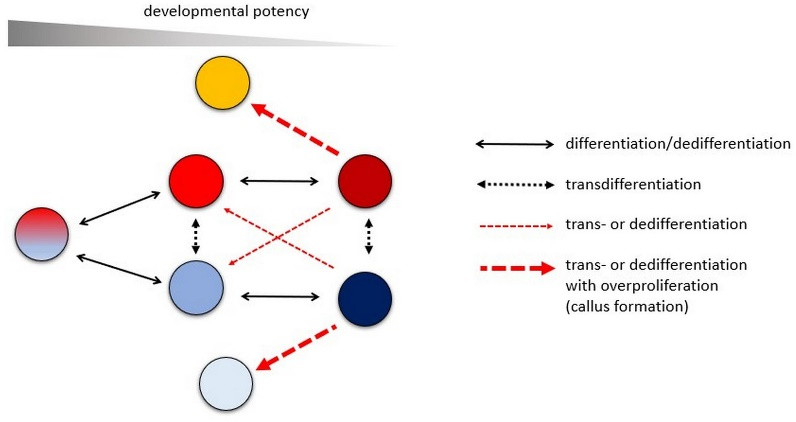 developmental potency
differentiation/dedifferentiation
transdifferentiation
trans- or dedifferentiation
trans- or dedifferentiation
with overproliferation
(callus formation)